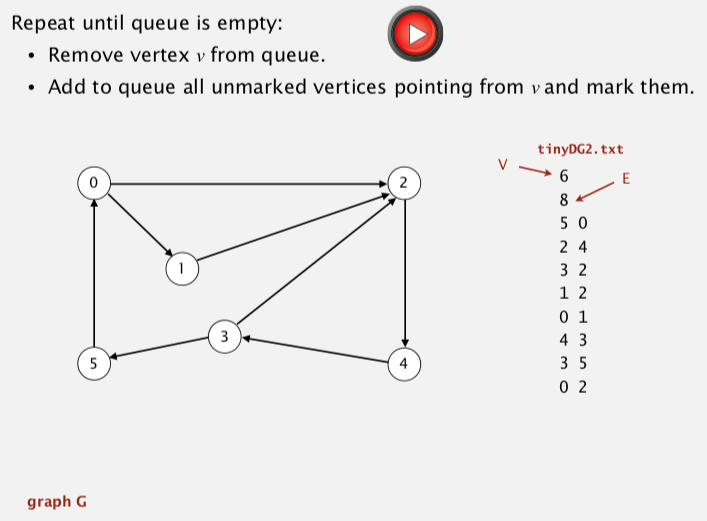 Repeat until queue is empty:
• Remove vertex v from queue.
• Add to queue all unmarked vertices pointing from v and mark them.
tinyDG2.txt
V
6
E
8
5 0
2 4
3 2
1 2
0 1
4 3
3 5
0 2
0
2
1
3
5
4
graph G